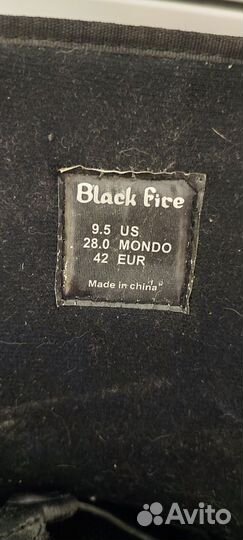 Black Fire
9.5 US
28.0 MONDO
42 EUR
Made in china
Avito